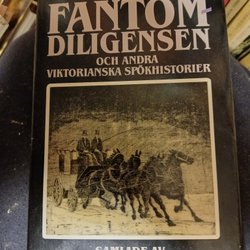 FANTOM
DILIGENSEN
OCH ANDRA
VIKTORIANSKA SPÖKHISTORIER
SAMLADE AV